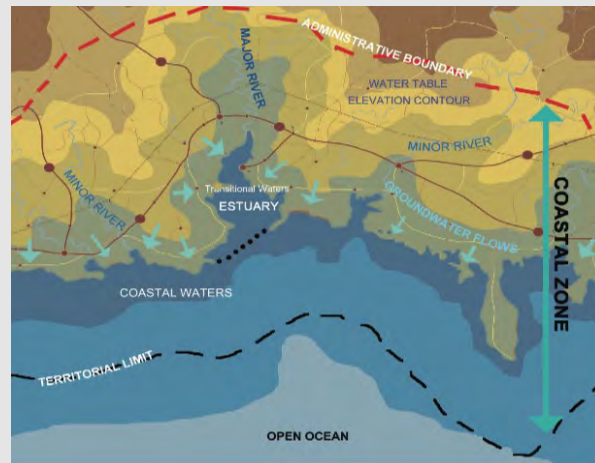 ADMINISTRATIVE BOUNDARY
MAJOR RIVER
WATER TABLE
ELEVATION CONTOUR
MINOR RIVER
MINOR RIVER
Transitional Waters
ESTUARY
GROUNDWATER FLOWS
COASTAL ZONE
COASTAL WATERS
TERRITORIAL LIMIT
OPEN OCEAN